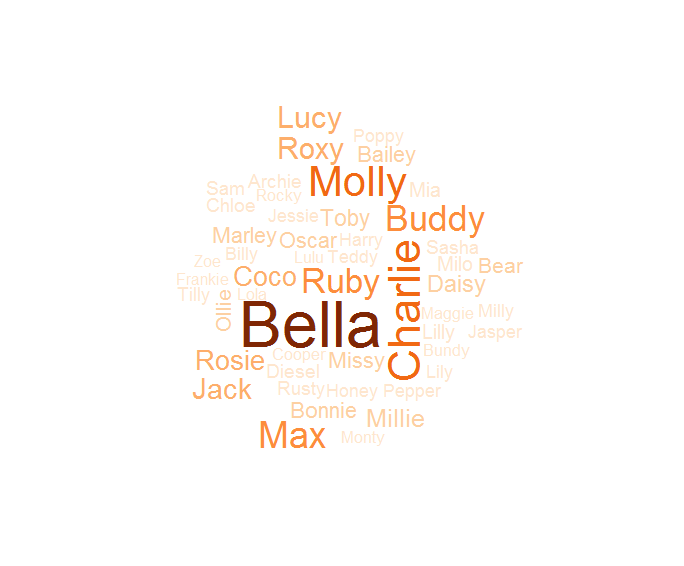 Lucy
Poppy
Roxy
Bailey
Molly
Archie
Sam
Mia
Rocky
Chloe
Jessie
Toby
Buddy
Marley
Oscar
Harry
Sasha
Billy
Lulu
Teddy
Zoe
Milo
Bear
Frankie
Coco
Ruby
Charlie
Daisy
Tilly
Lola
Ollie
Bella
Maggie
Milly
Lilly
Jasper
Rosie
Cooper
Missy
Bundy
Diesel
Lily
Jack
Rusty
Honey
Pepper
Bonnie
Millie
Max
Monty